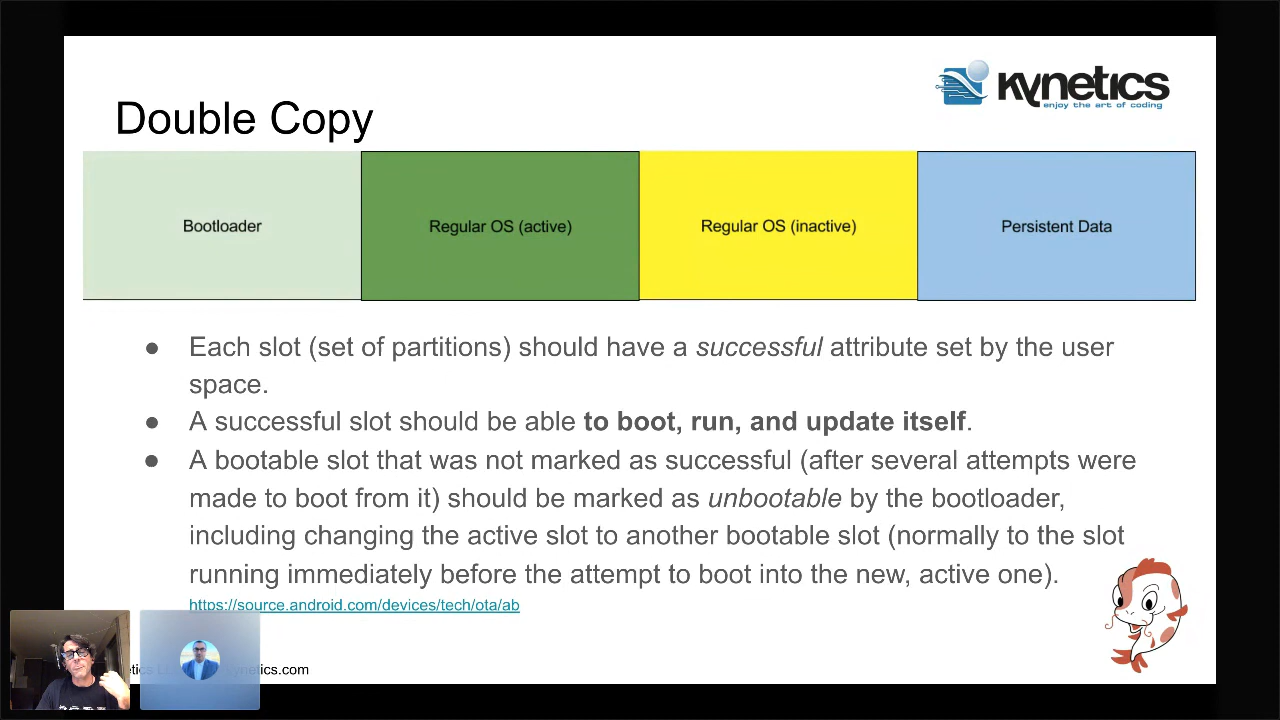 kynetics
enjoy the art of coding
Double Copy
Bootloader
Regular OS (active)
Regular OS (inactive)
Persistent Data
● Each slot (set of partitions) should have a successful attribute set by the user
space.
● A successful slot should be able to boot, run, and update itself.
● A bootable slot that was not marked as successful (after several attempts were
made to boot from it) should be marked as unbootable by the bootloader,
including changing the active slot to another bootable slot (normally to the slot
running immediately before the attempt to boot into the new, active one).
https://source.android.com/devices/tech/ota/ab